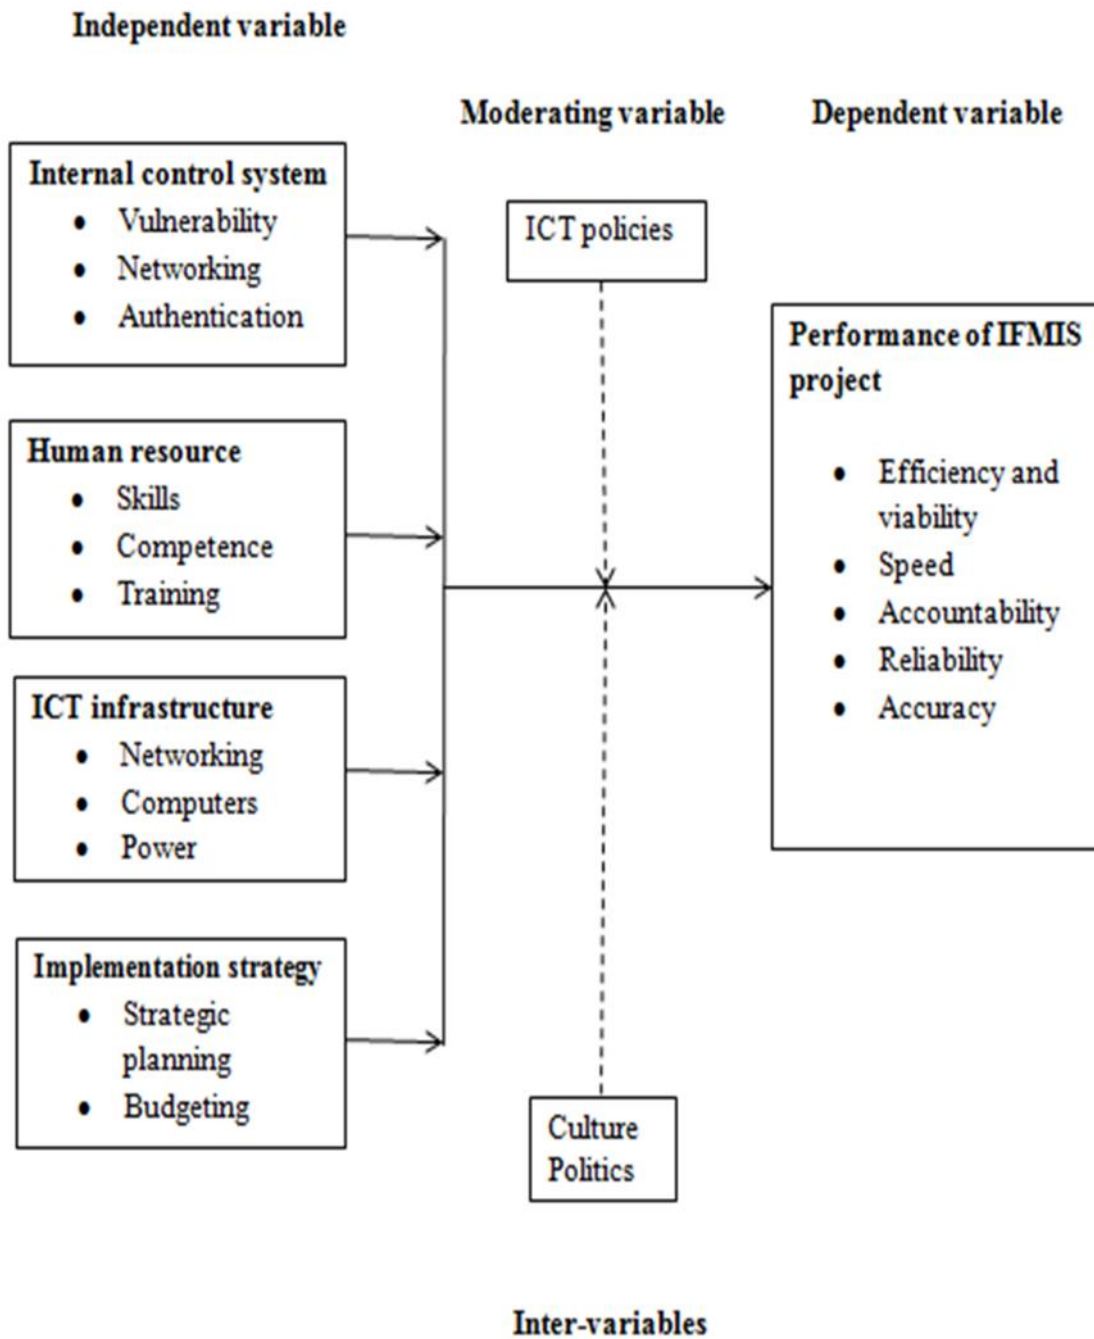 Independent variable
Moderating variable
Dependent variable
Internal control system
• Vulnerability
• Networking
• Authentication
Human resource
• Skills
• Competence
• Training
ICT infrastructure
• Networking
• Computers
• Power
Implementation strategy
• Strategic
planning
• Budgeting
ICT policies
Culture
Politics
Performance of IFMIS
project
• Efficiency and
viability
• Speed
• Accountability
• Reliability
• Accuracy
Inter-variables